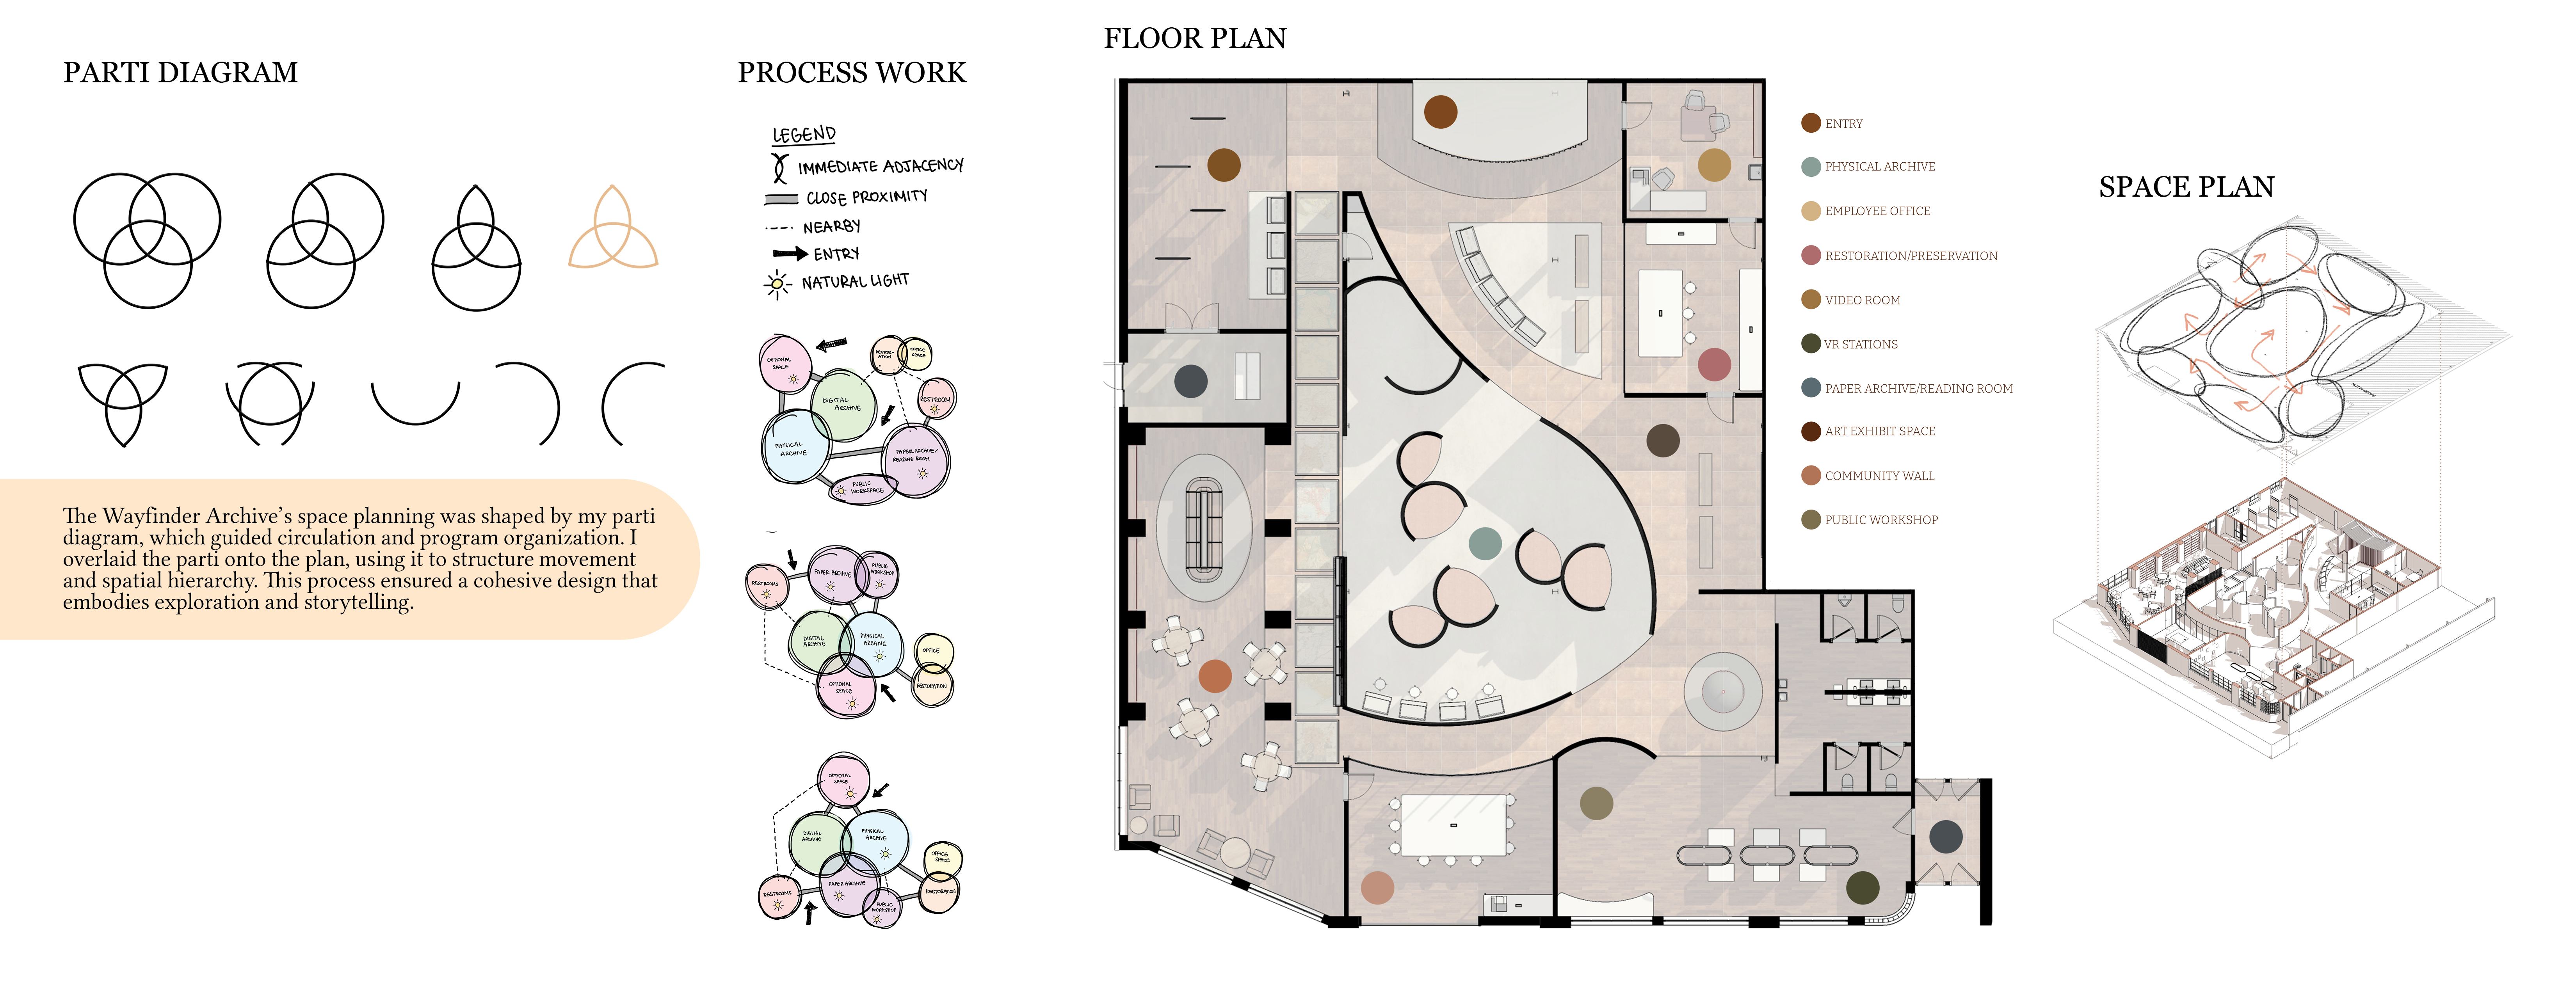 PARTI DIAGRAM
The Wayfinder Archive's space planning was shaped by my parti
diagram, which guided circulation and program organization. I
overlaid the parti onto the plan, using it to structure movement
and spatial hierarchy. This process ensured a cohesive design that
embodies exploration and storytelling.
PROCESS WORK
LEGEND
IMMEDIATE ADJACENCY
CLOSE PROXIMITY
NEARBY
ENTRY
NATURAL LIGHT
OPTIONAL
SPACE
OFFICE
SPACE
DIGITAL
ARCHIVE
RESTROOM
PHYSICAL
ARCHIVE
PAPER ARCHIVE/
READING ROOM
PUBLIC
WORKSPACE
RESTROOMS
PAPER ARCHIVE
PUBLIC
WORKSHOP
DIGITAL
ARCHIVE
PHYSICAL
ARCHIVE
OFFICE
RESTORATION
OPTIONAL
SPACE
OPTIONAL
SPACE
DIGITAL
ARCHIVE
PHYSICAL
ARCHIVE
OFFICE
SPACE
RESTROOMS
PAPER ARCHIVE
RESTORATION
PUBLIC
WORKSHOP
FLOOR PLAN
ENTRY
PHYSICAL ARCHIVE
EMPLOYEE OFFICE
RESTORATION/PRESERVATION
VIDEO ROOM
VR STATIONS
PAPER ARCHIVE/READING ROOM
ART EXHIBIT SPACE
COMMUNITY WALL
PUBLIC WORKSHOP
SPACE PLAN